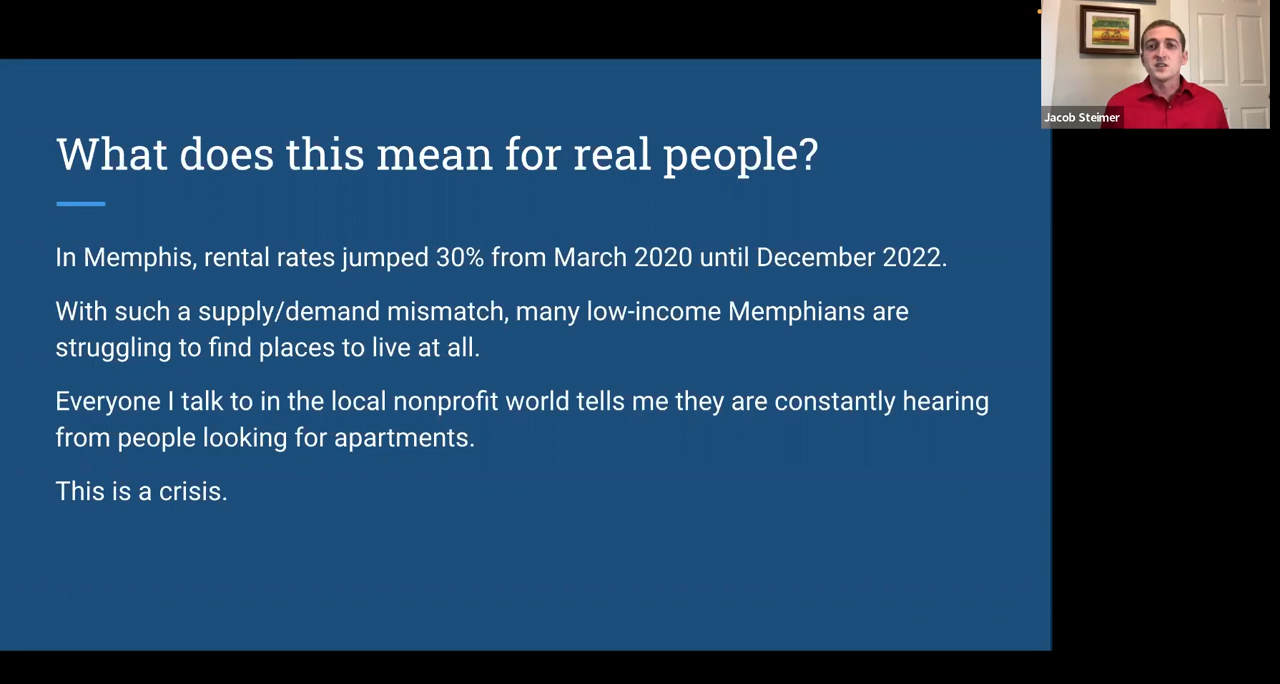 What does this mean for real people?
In Memphis, rental rates jumped 30% from March 2020 until December 2022.
With such a supply/demand mismatch, many low-income Memphians are
struggling to find places to live at all.
Everyone I talk to in the local nonprofit world tells me they are constantly hearing
from people looking for apartments.
This is a crisis.
Jacob Steimer